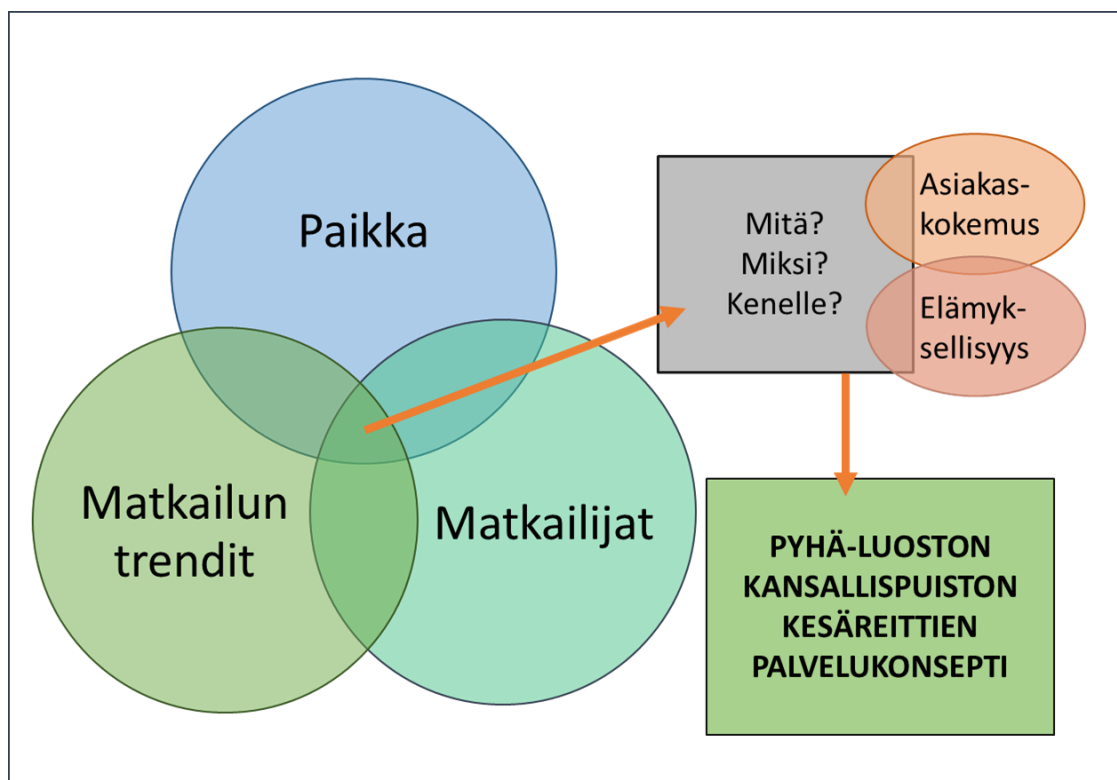 Paikka
Matkailun
trendit
Matkailijat
Mitä?
Miksi?
Kenelle?
Asiakas-
kokemus
Elämyk-
sellisyys
PYHÄ-LUOSTON
KANSALLISPUISTON
KESÄREITTIEN
PALVELUKONSEPTI